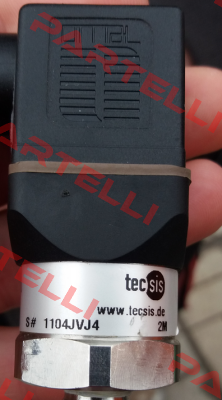 PARTELLI
tecsis
www.tecsis.de
S# 1104JVJ4 2M